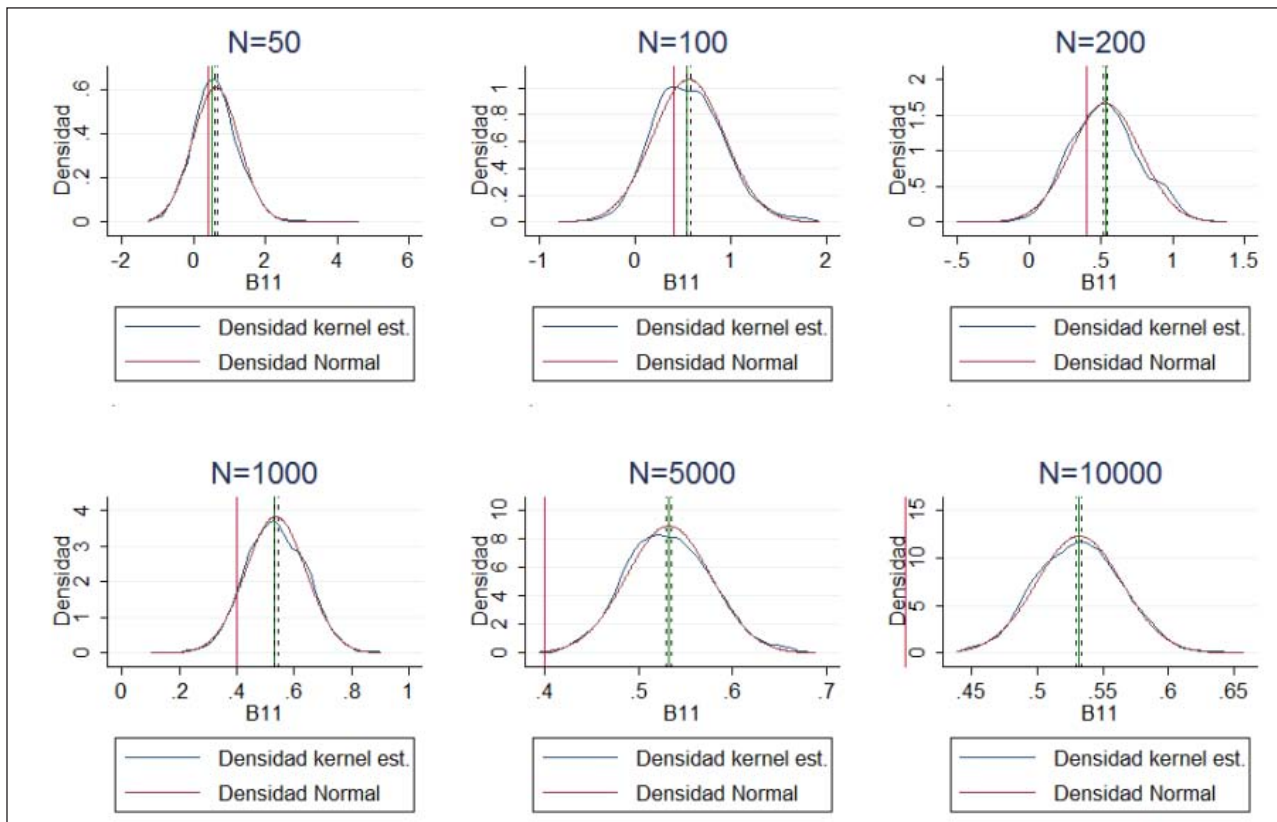 N=50
Densidad
0 .2 .4 .6
-2 0 2 4 6
B11
Densidad kernel est.
Densidad Normal
N=100
Densidad
0 .2 .4 .6 .8 1
-1 0 1 2
B11
Densidad kernel est.
Densidad Normal
N=200
Densidad
0 .5 1 1.5 2
-.5 0 .5 1 1.5
B11
Densidad kernel est.
Densidad Normal
N=1000
Densidad
0 1 2 3 4
0 .2 .4 .6 .8 1
B11
Densidad kernel est.
Densidad Normal
N=5000
Densidad
0 2 4 6 8 10
.4 .5 .6 .7
B11
Densidad kernel est.
Densidad Normal
N=10000
Densidad
0 5 10 15
.45 .5 .55 .6 .65
B11
Densidad kernel est.
Densidad Normal